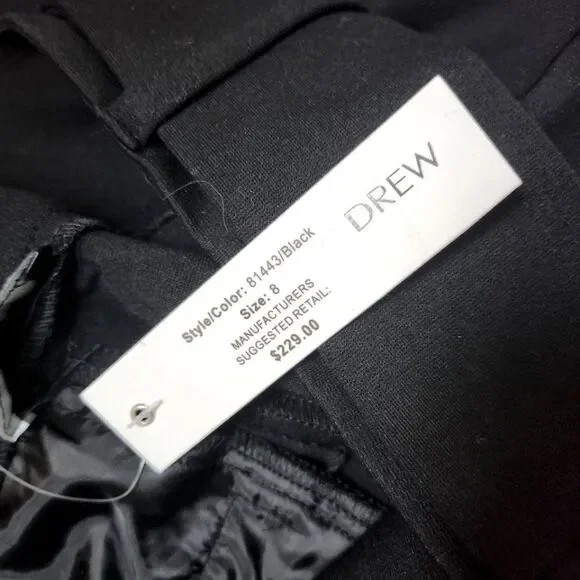 DREW
Style/Color: 81443/Black
Size: 8
MANUFACTURERS
SUGGESTED RETAIL:
$229.00